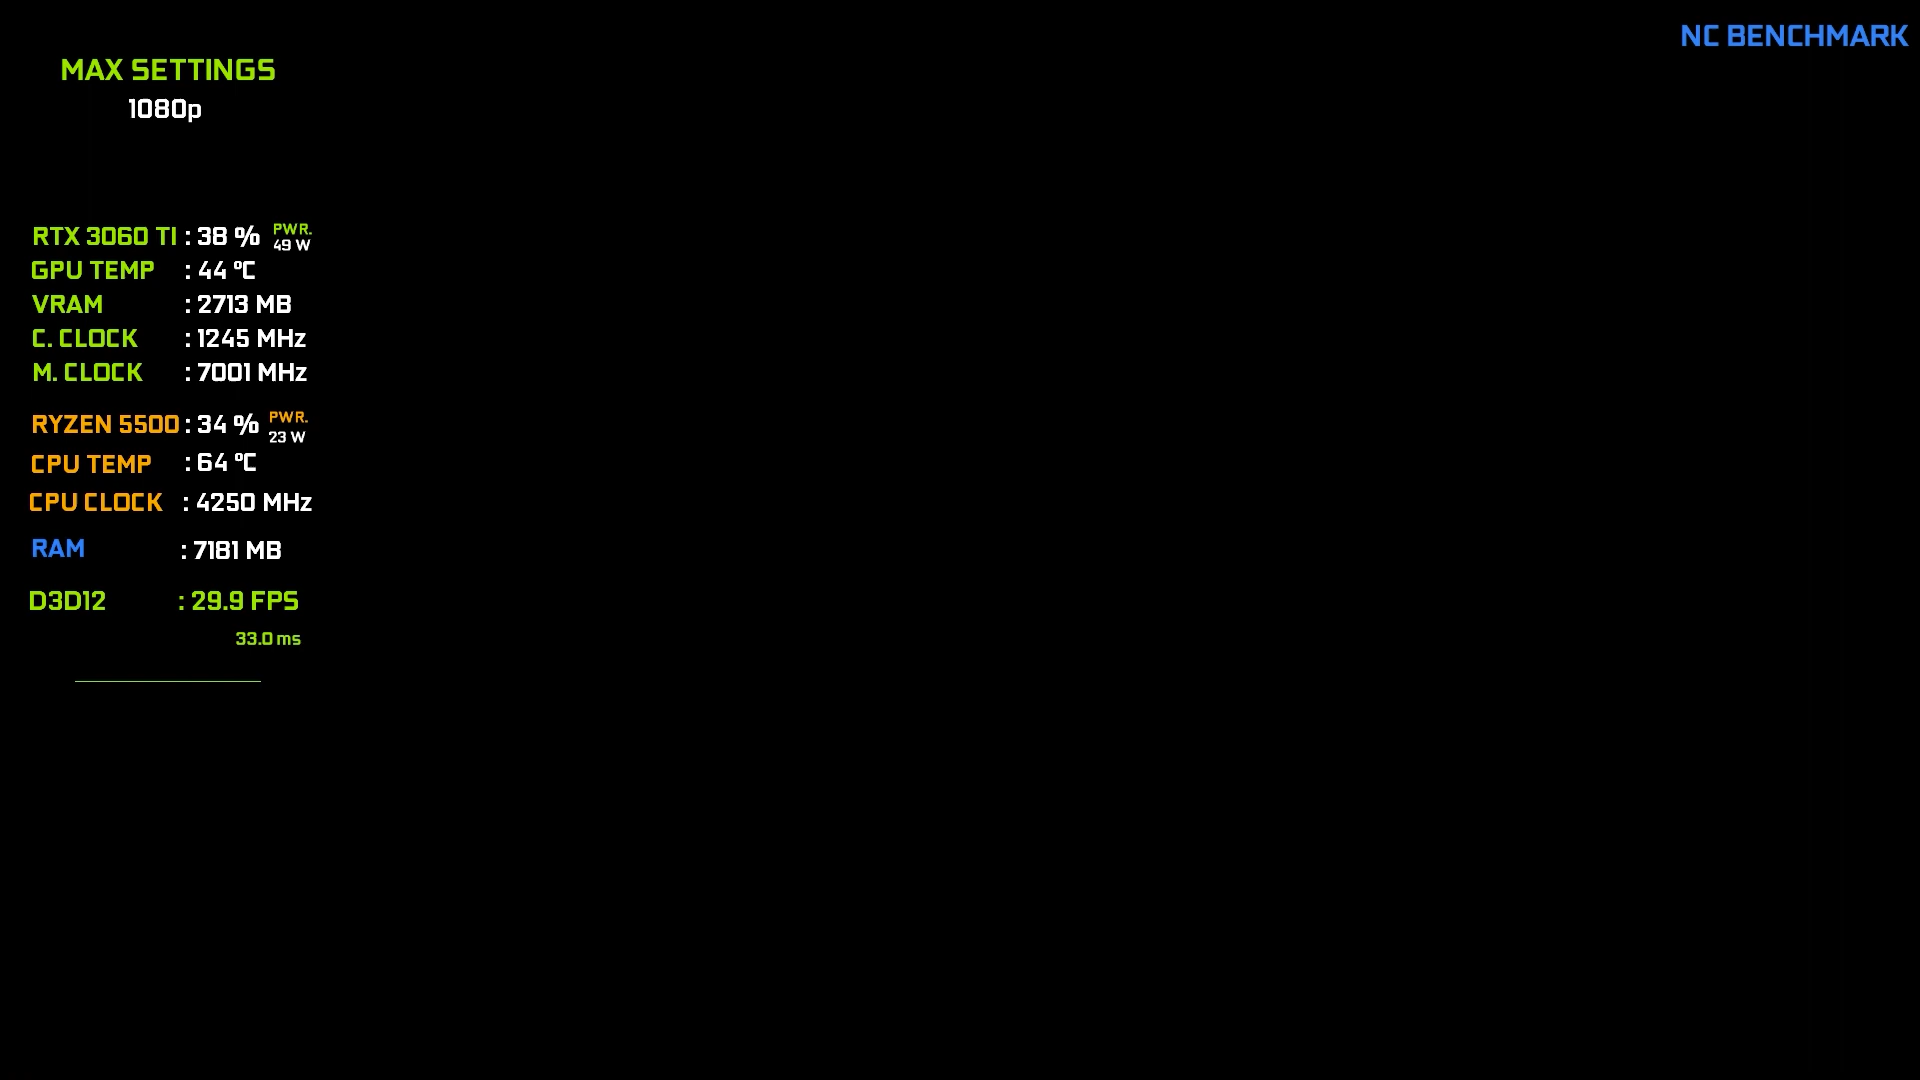 NC BENCHMARK
MAX SETTINGS
1080p
RTX 3060 TI : 38 % PWR. 49 W
GPU TEMP : 44 ºC
VRAM : 2713 MB
C. CLOCK : 1245 MHz
M. CLOCK : 7001 MHz
RYZEN 5500 : 34 % PWR. 23 W
CPU TEMP : 64 ºC
CPU CLOCK : 4250 MHz
RAM : 7181 MB
D3D12 : 29.9 FPS
33.0 ms